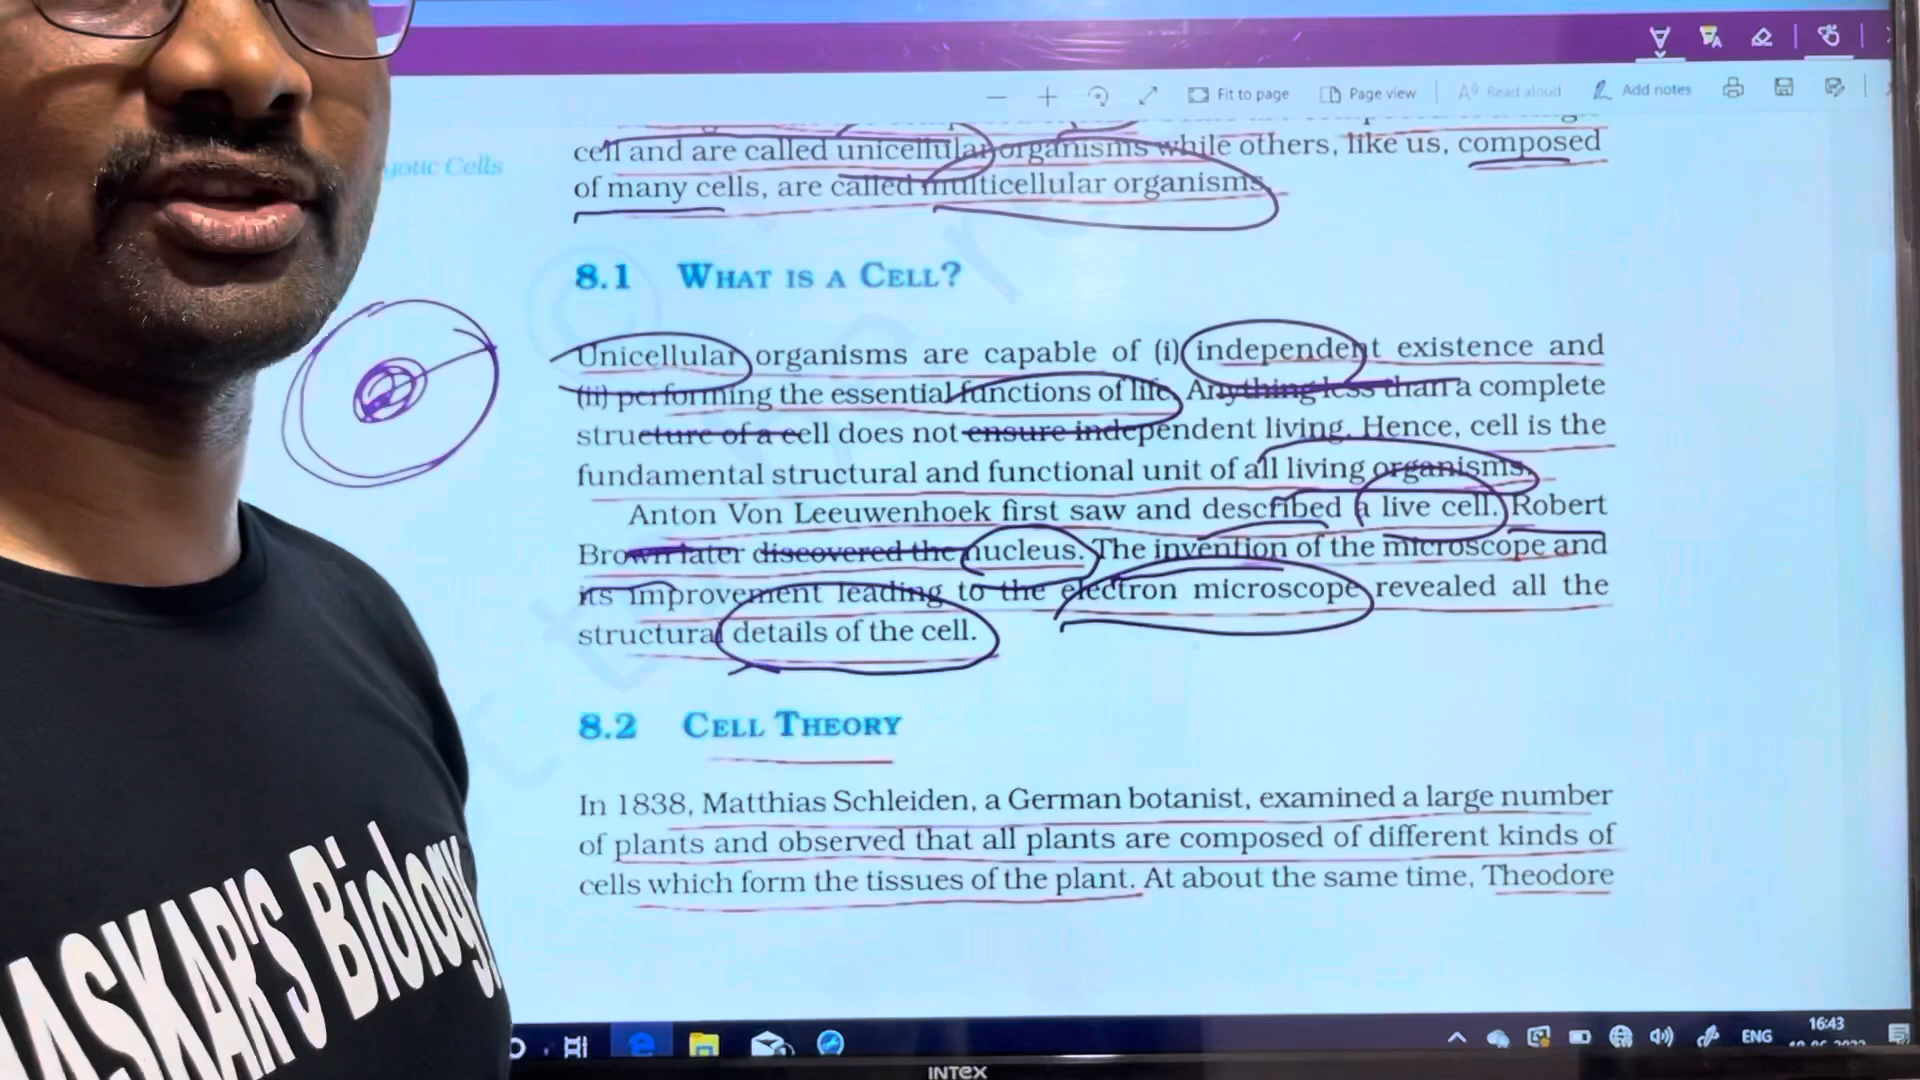 Fit to page
Page view
Read aloud
Add notes
otic Cells
cell and are called unicellular organisms while others, like us, composed
of many cells, are called multicellular organisms.
8.1 WHAT IS A CELL?
Unicellular organisms are capable of (i) independent existence and
(ii) performing the essential functions of life. Anything less than a complete
structure of a cell does not ensure independent living. Hence, cell is the
fundamental structural and functional unit of all living organisms.
Anton Von Leeuwenhoek first saw and described a live cell. Robert
Brown later discovered the nucleus. The invention of the microscope and
its improvement leading to the electron microscope revealed all the
structural details of the cell.
8.2 CELL THEORY
In 1838, Matthias Schleiden, a German botanist, examined a large number
of plants and observed that all plants are composed of different kinds of
cells which form the tissues of the plant. At about the same time, Theodore
ASKAR'S Biology
ENG
16:43
INTEX